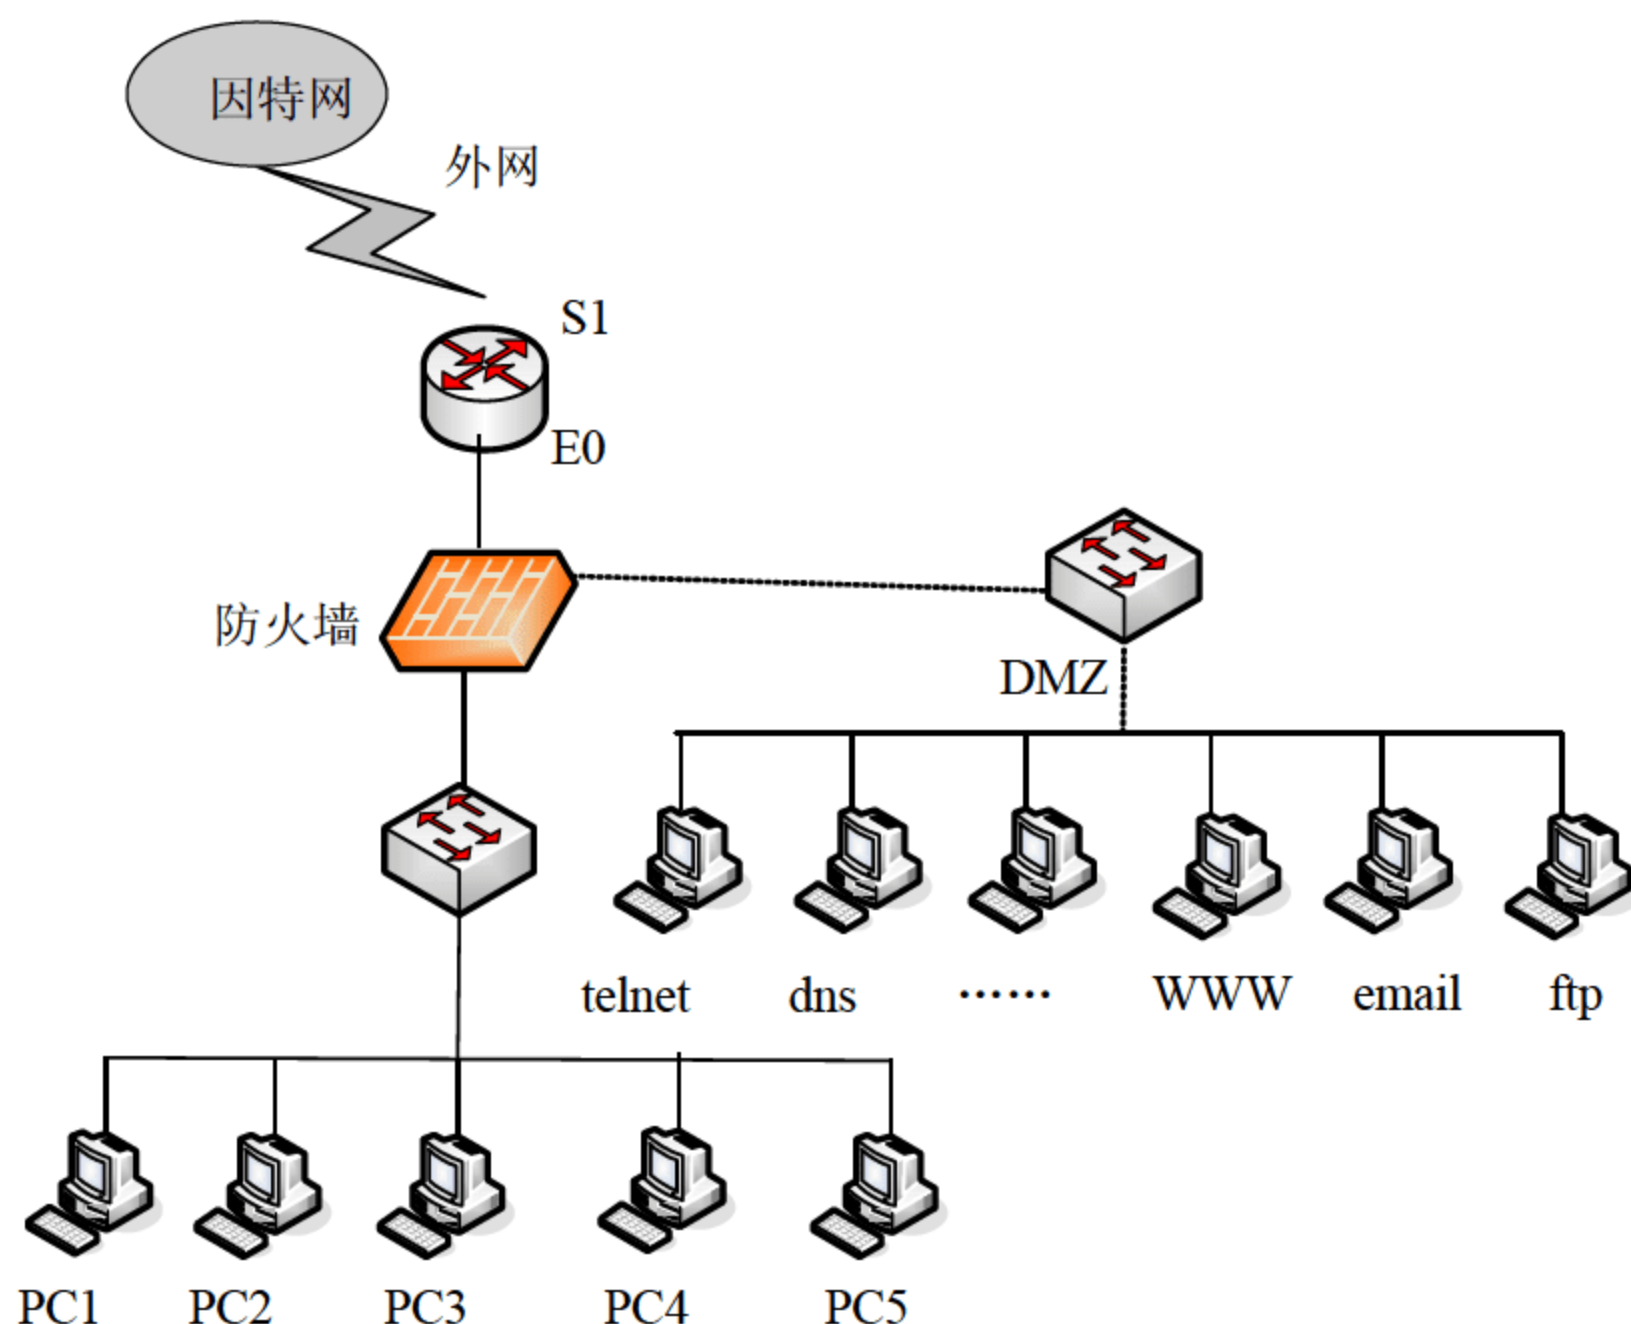 因特网
外网
S1
E0
防火墙
DMZ
telnet dns …… WWW email ftp
PC1 PC2 PC3 PC4 PC5